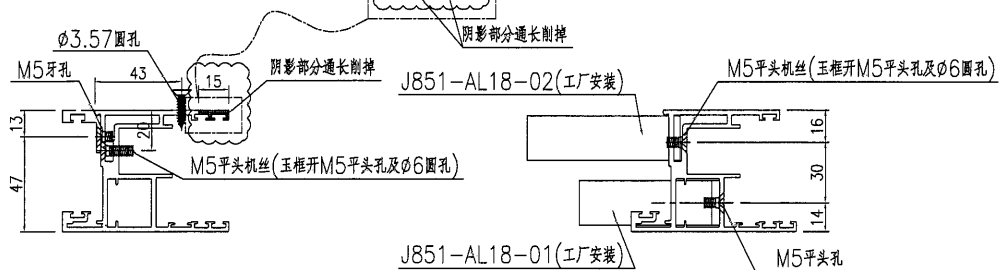 阴影部分通长削掉
ø3.57圆孔
M5牙孔
43
15
阴影部分通长削掉
13
20
47
M5平头机丝(玉框开M5平头孔及ø6圆孔)
J851-AL18-02(工厂安装)
M5平头机丝(玉框开M5平头孔及ø6圆孔)
16
30
14
J851-AL18-01(工厂安装)
M5平头孔